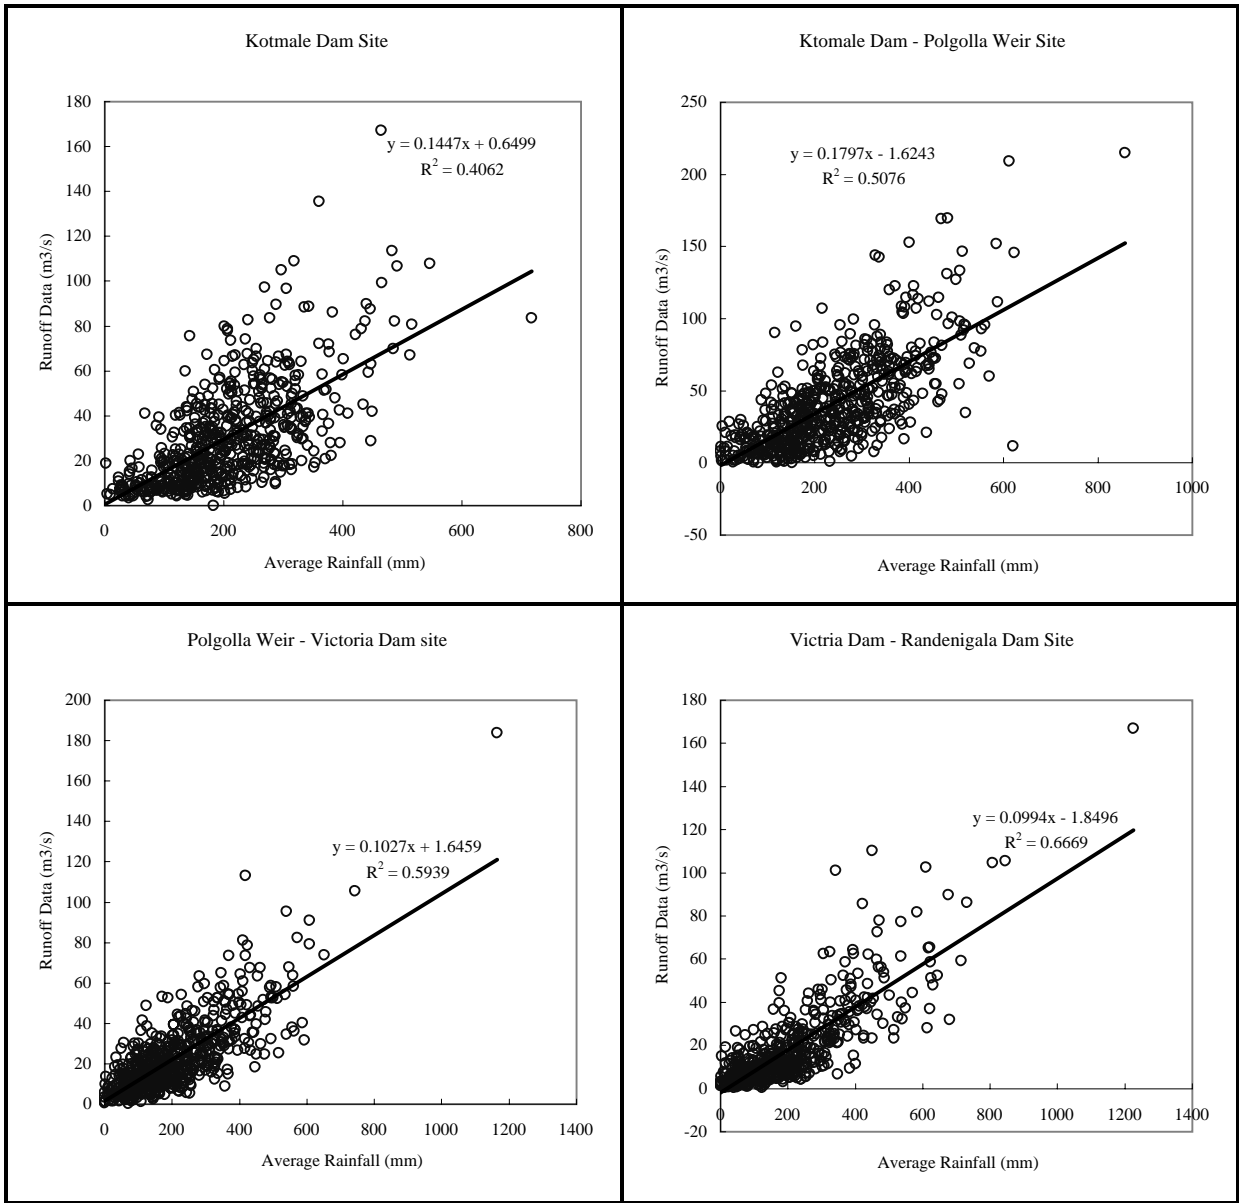 Kotmale Dam Site
180
160
140
120
100
80
60
40
20
0
0 200 400 600 800
y = 0.1447x + 0.6499
R² = 0.4062
Runoff Data (m3/s)
Average Rainfall (mm)
Ktomale Dam - Polgolla Weir Site
250
200
150
100
50
0
-50
0 200 400 600 800 1000
y = 0.1797x - 1.6243
R² = 0.5076
Runoff Data (m3/s)
Average Rainfall (mm)
Polgolla Weir - Victoria Dam site
200
180
160
140
120
100
80
60
40
20
0
0 200 400 600 800 1000 1200 1400
y = 0.1027x + 1.6459
R² = 0.5939
Runoff Data (m3/s)
Average Rainfall (mm)
Victria Dam - Randenigala Dam Site
180
160
140
120
100
80
60
40
20
0
-20
0 200 400 600 800 1000 1200 1400
y = 0.0994x - 1.8496
R² = 0.6669
Runoff Data (m3/s)
Average Rainfall (mm)